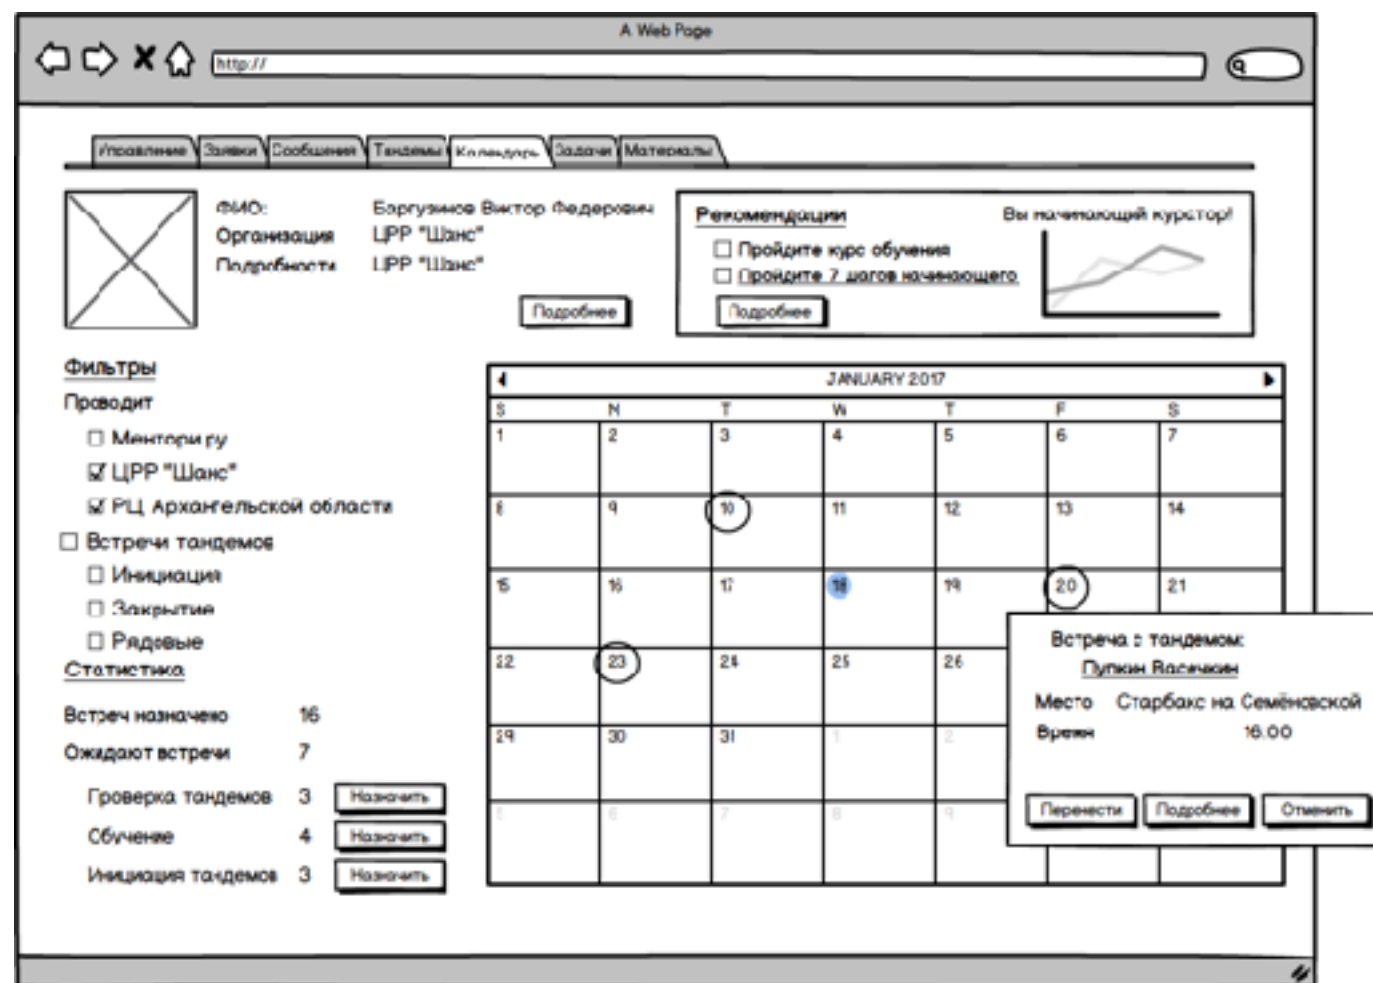 A Web Page
http://
Управление Заявки Сообщения Тандемы Календарь Задачи Материалы
ФИО: Баргузинов Виктор Федерович
Организация ЦРР "Шанс"
Подробности ЦРР "Шанс"
Подробнее
Рекомендации Вы начинающий куратор!
Пройдите курс обучения
Пройдите 7 шагов начинающего
Подробнее
Фильтры
Проводит
Ментори ру
ЦРР "Шанс"
РЦ Архангельской области
Встречи тандемов
Инициация
Закрытие
Рядовые
Статистика
Встреч назначено 16
Ожидают встречи 7
Проверка тандемов 3 Назначить
Обучение 4 Назначить
Инициация тандемов 3 Назначить
JANUARY 2017
S M T W T F S
1 2 3 4 5 6 7
8 9 10 11 12 13 14
15 16 17 18 19 20 21
22 23 24 25 26
29 30 31 1 2
5 6 7 8 9
Встреча с тандемом:
Пупкин Васечкин
Место Старбакс на Семёновской
Время 16.00
Перенести Подробнее Отменить